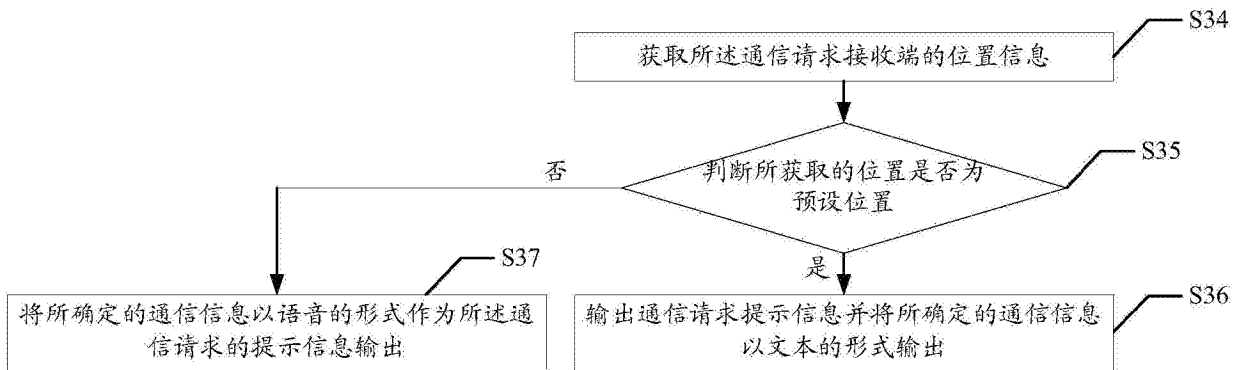 S34
获取所述通信请求接收端的位置信息
S35
判断所获取的位置是否为
预设位置
否
是
S37
将所确定的通信信息以语音的形式作为所述通
信请求的提示信息输出
S36
输出通信请求提示信息并将所确定的通信信息
以文本的形式输出